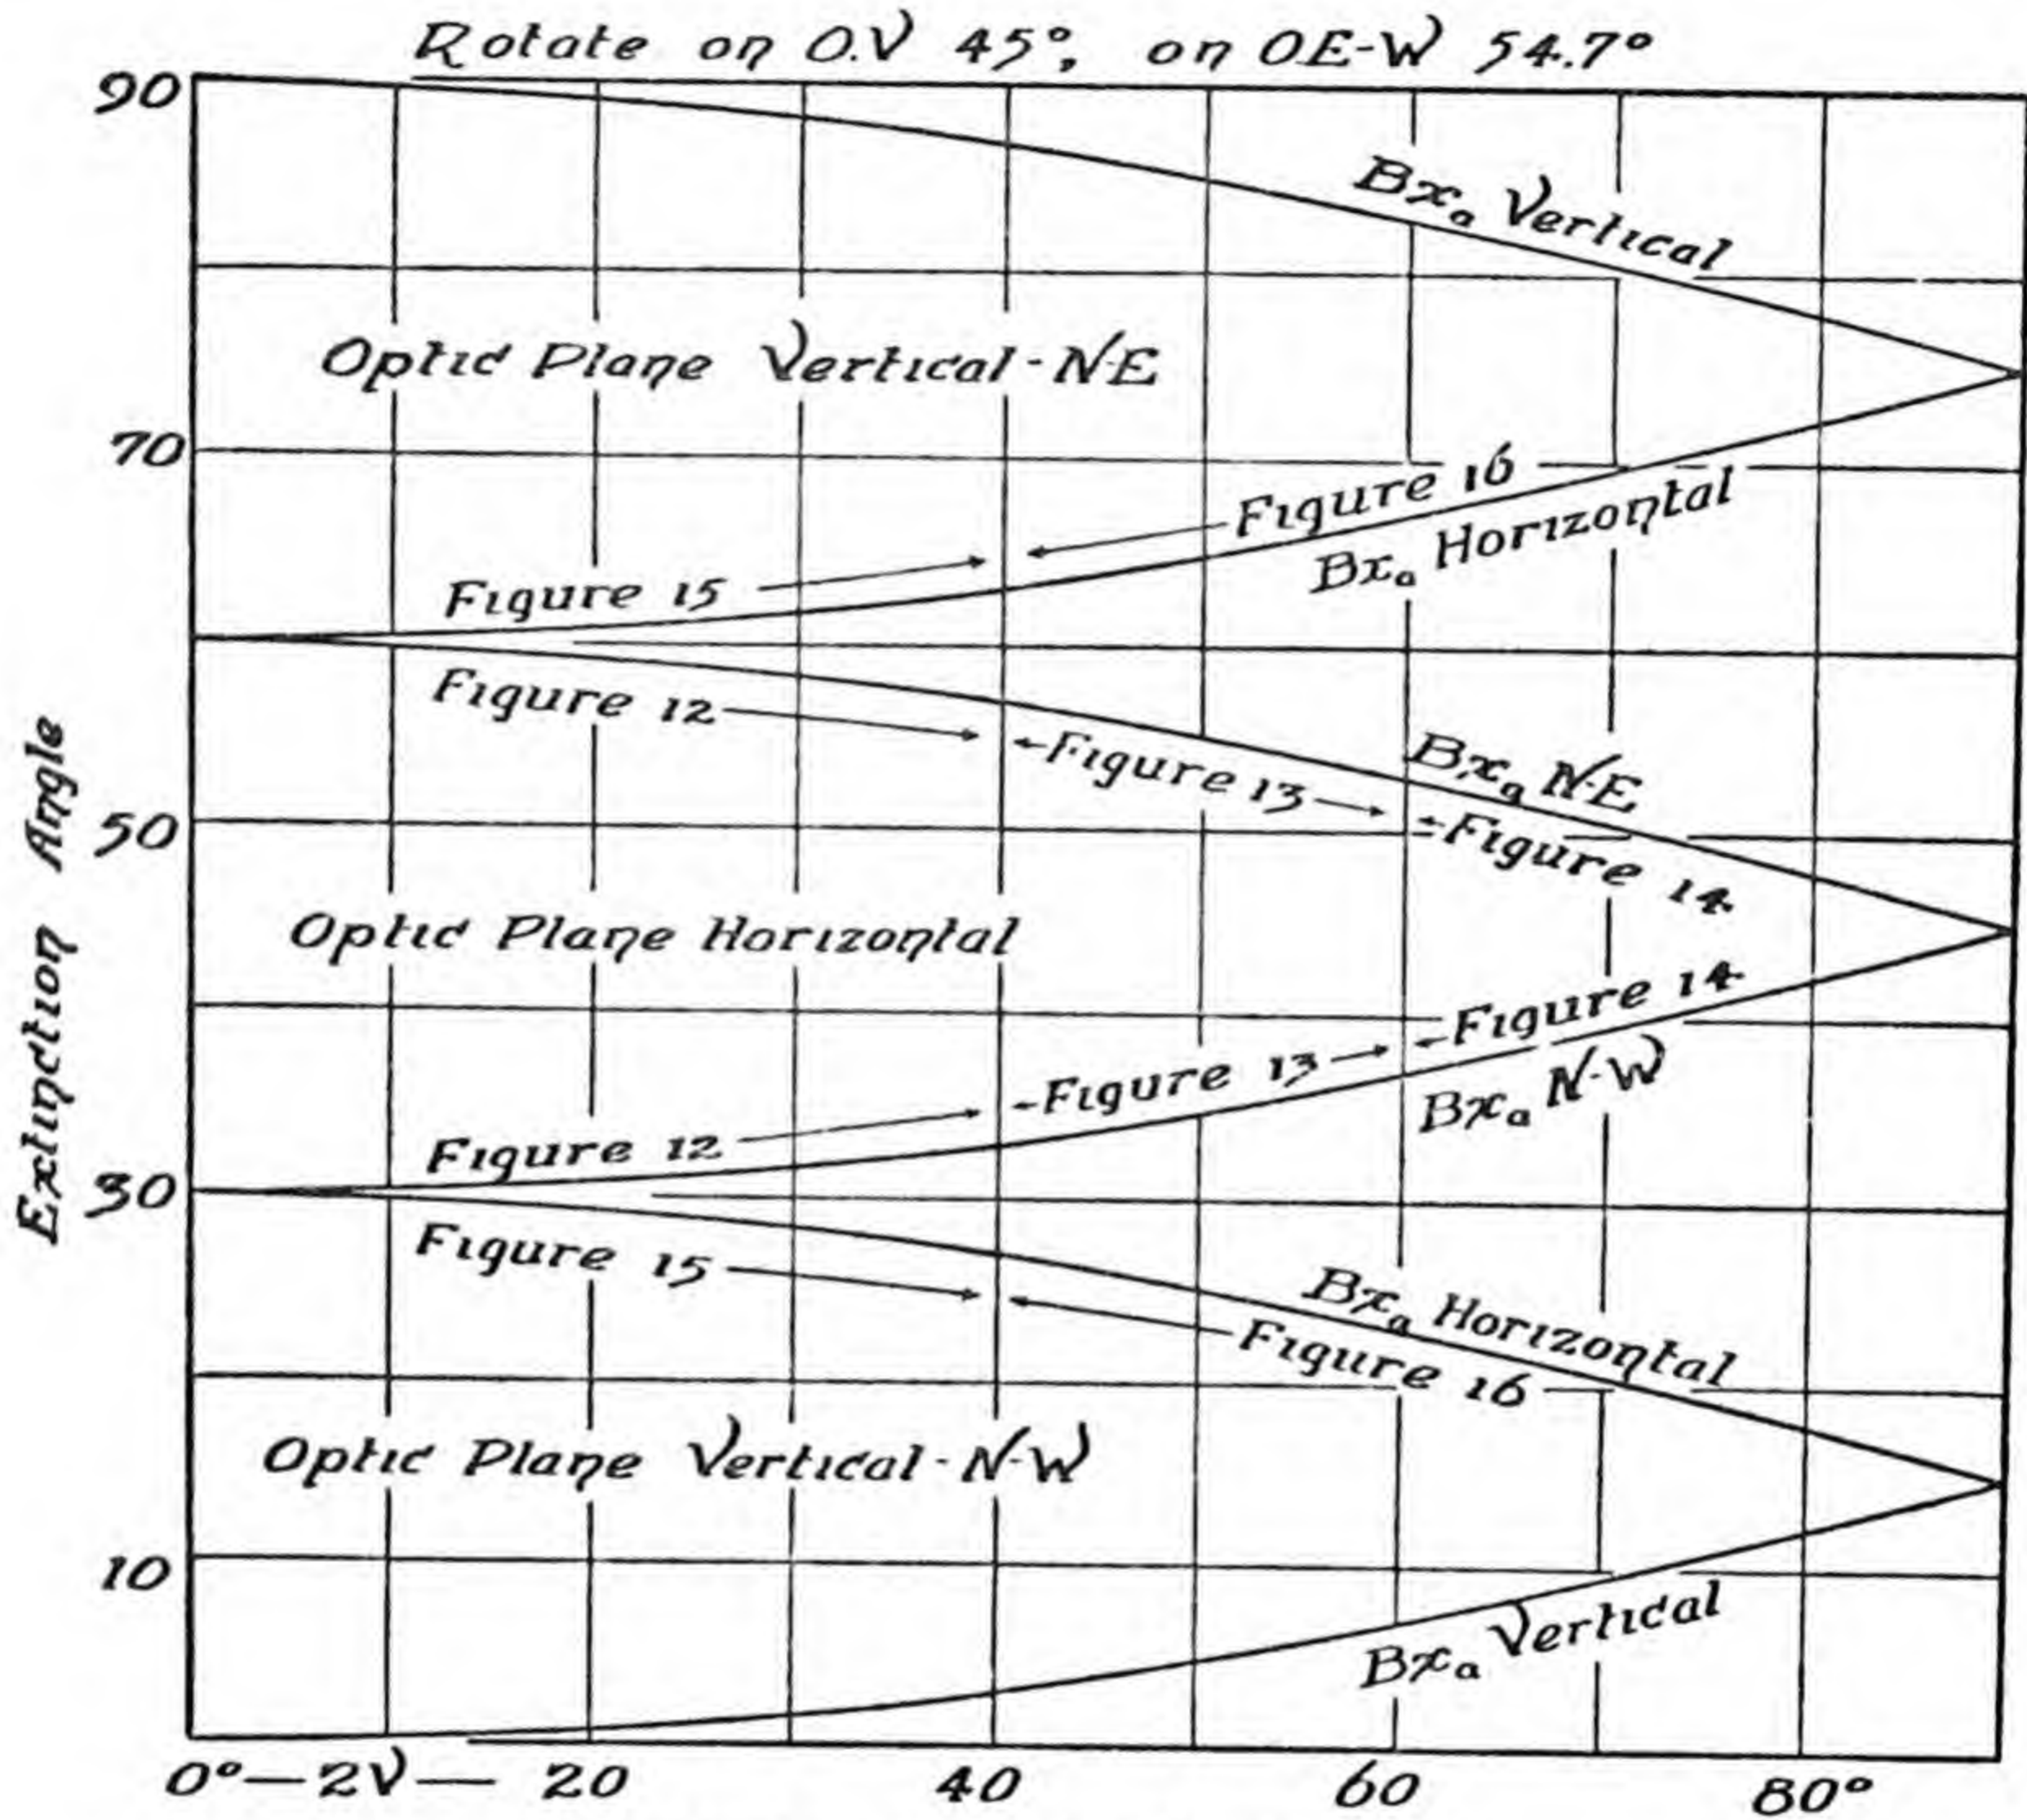 Rotate on O.V 45°, on OE-W 54.7°
90
Bxₐ Vertical
Optic Plane Vertical-N-E
70
Figure 16
Bxₐ Horizontal
Figure 15
Figure 12
Figure 13
Bxₐ N-E
Figure 14
50
Extinction Angle
Optic Plane Horizontal
Figure 14
Figure 13
Bxₐ N-W
Figure 12
30
Figure 15
Bxₐ Horizontal
Figure 16
Optic Plane Vertical-N-W
10
Bxₐ Vertical
0°—2V— 20 40 60 80°